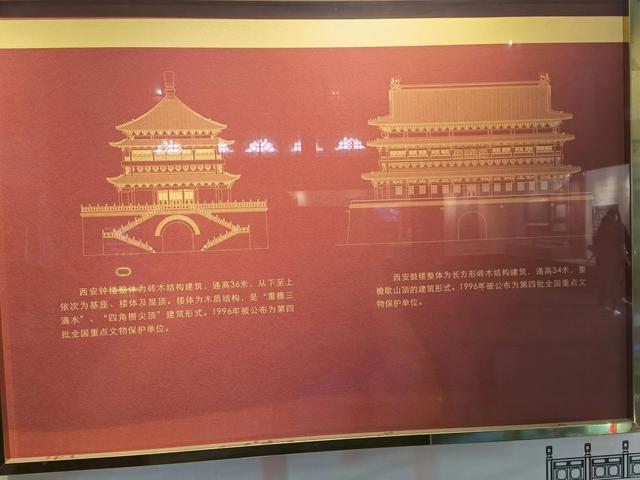 西安钟楼整体为砖木结构建筑，通高36米，从下至上
依次为基座、楼体及屋顶。楼体为木质结构，是“重檐三
滴水”、“四角攒尖顶”建筑形式。1996年被公布为第四
批全国重点文物保护单位。
西安鼓楼整体为长方形砖木结构建筑，通高34米，重
檐歇山顶的建筑形式。1996年被公布为第四批全国重点文
物保护单位。